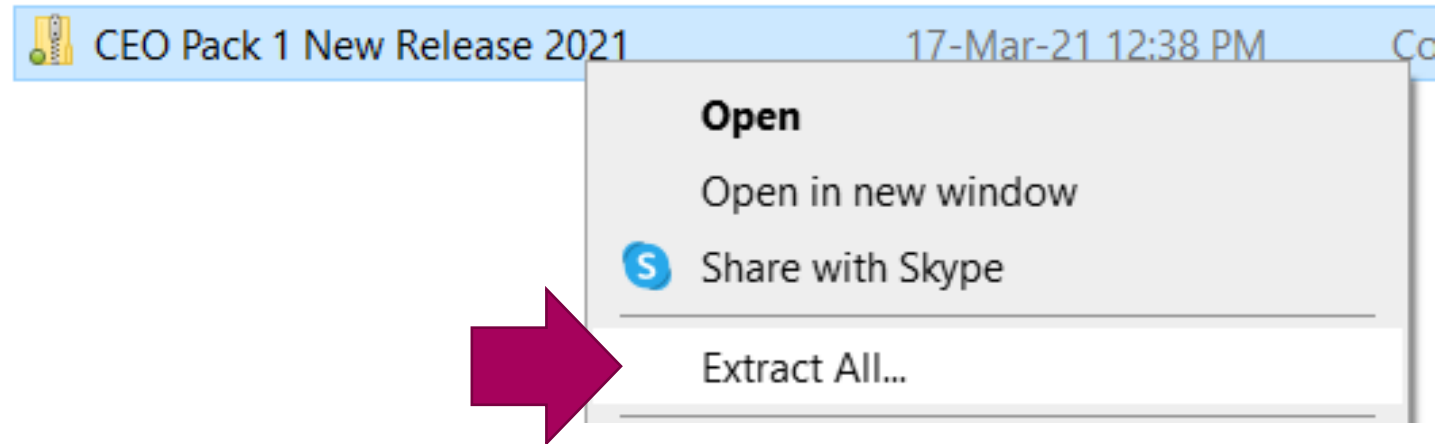 CEO Pack 1 New Release 2021 17-Mar-21 12:38 PM Co
Open
Open in new window
S Share with Skype
Extract All...